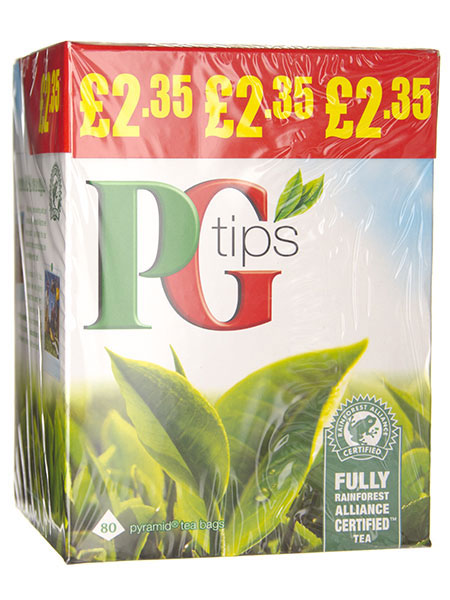 £2.35 £2.35 £2.35
£2.35
PG tips
RAINFOREST ALLIANCE
CERTIFIED
FULLY
RAINFOREST
ALLIANCE
CERTIFIED™
TEA
80 pyramid® tea bags